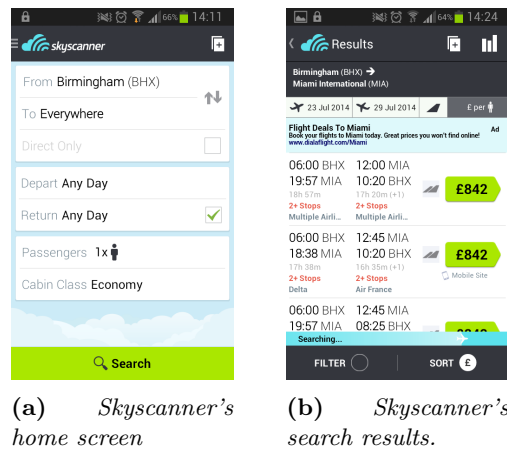 66% 14:11
skyscanner
From Birmingham (BHX)
To Everywhere
Direct Only
Depart Any Day
Return Any Day
Passengers 1x
Cabin Class Economy
Search
(a) Skyscanner's
home screen
64% 14:24
Results
Birmingham (BHX) →
Miami International (MIA)
23 Jul 2014 29 Jul 2014 £ per
Flight Deals To Miami Ad
Book your flights to Miami today. Great prices you won't find online!
www.dialaflight.com/Miami
06:00 BHX 12:00 MIA
19:57 MIA 10:20 BHX £842
18h 57m 17h 20m (+1)
2+ Stops 2+ Stops
Multiple Airli... Multiple Airli...
06:00 BHX 12:45 MIA
18:38 MIA 10:20 BHX £842
17h 38m 16h 35m (+1)
2+ Stops 2+ Stops Mobile Site
Delta Air France
06:00 BHX 12:45 MIA
19:57 MIA 08:25 BHX
Searching...
FILTER SORT £
(b) Skyscanner's
search results.